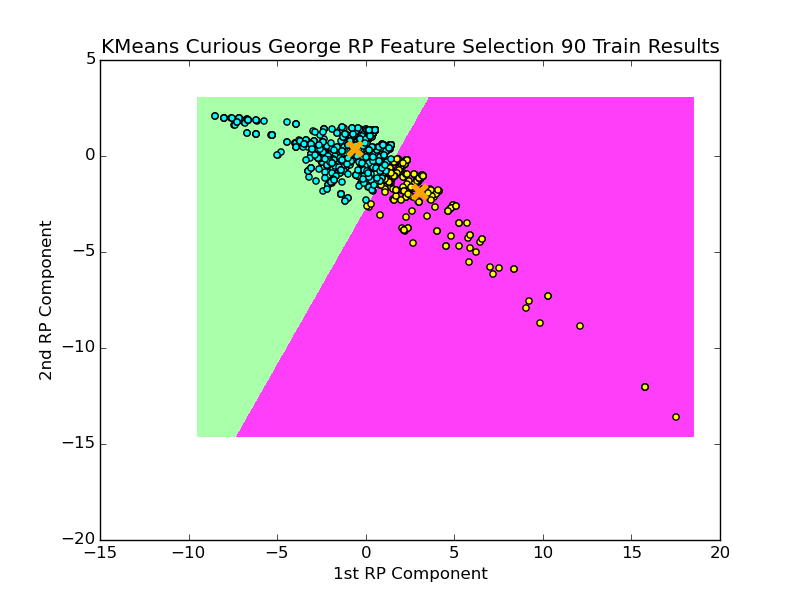 KMeans Curious George RP Feature Selection 90 Train Results
5
0
−5
−10
−15
−20
2nd RP Component
−15 −10 −5 0 5 10 15 20
1st RP Component